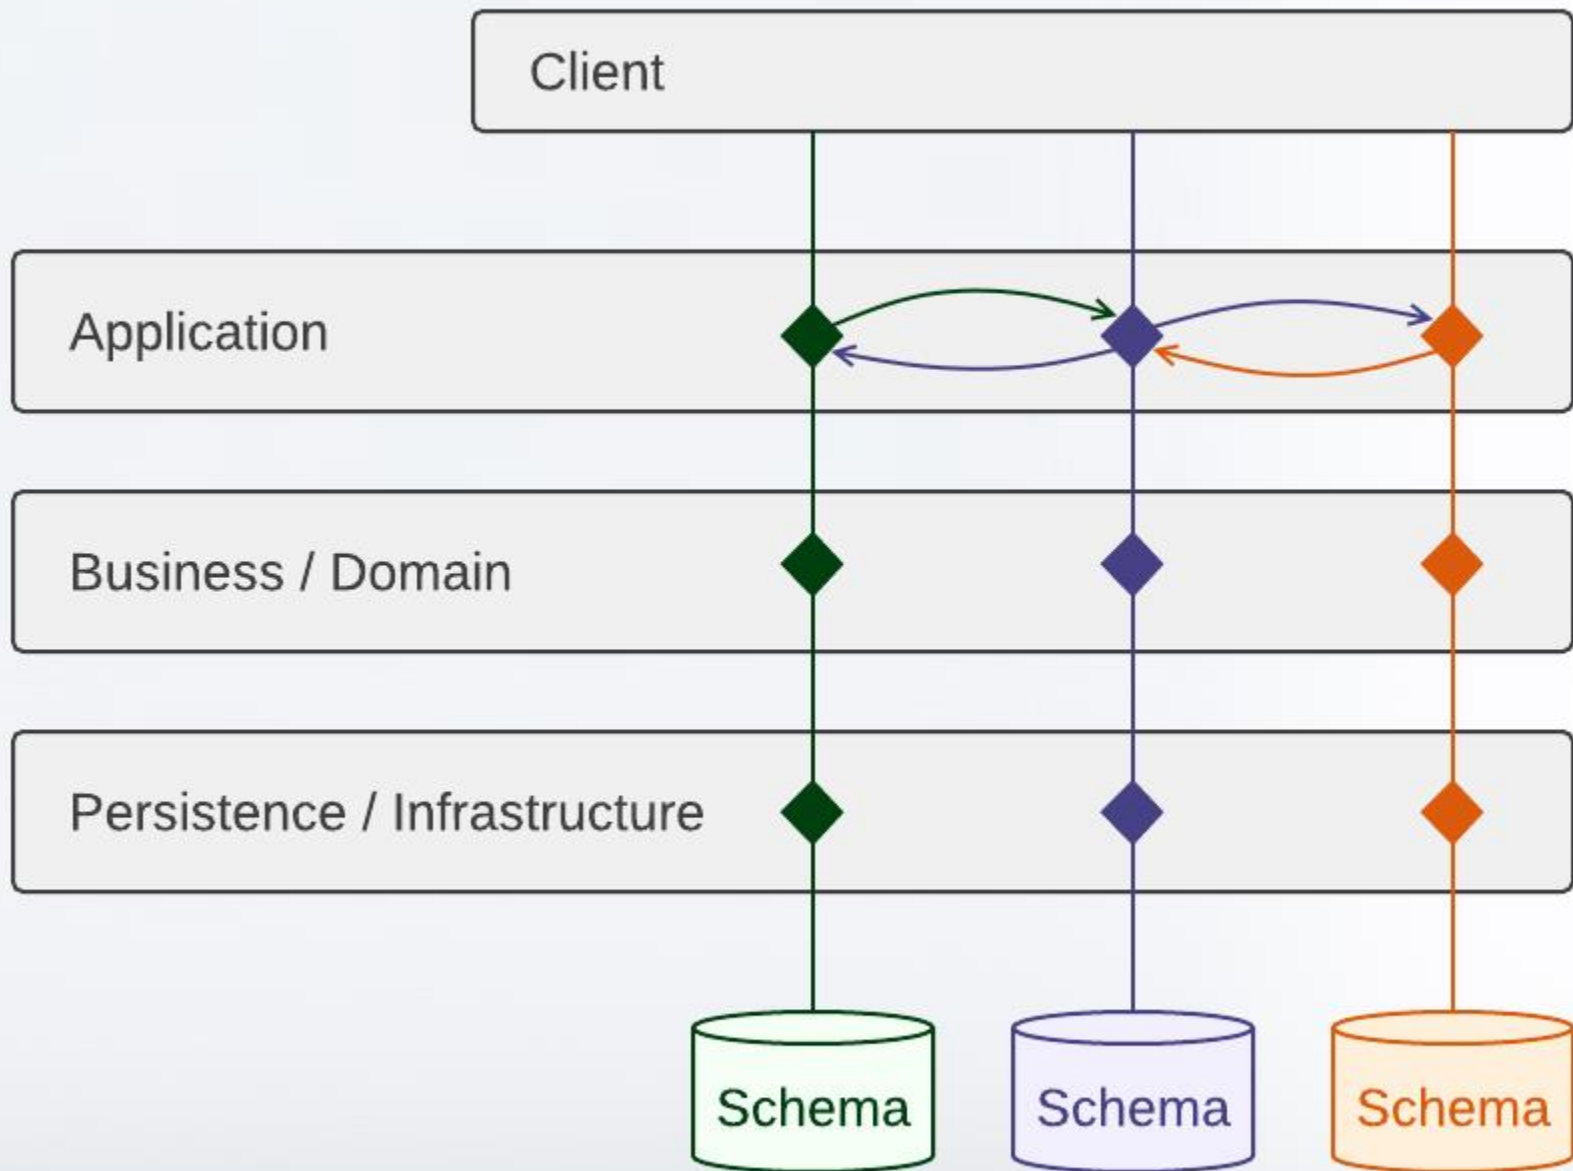 Client
Application
Business / Domain
Persistence / Infrastructure
Schema
Schema
Schema